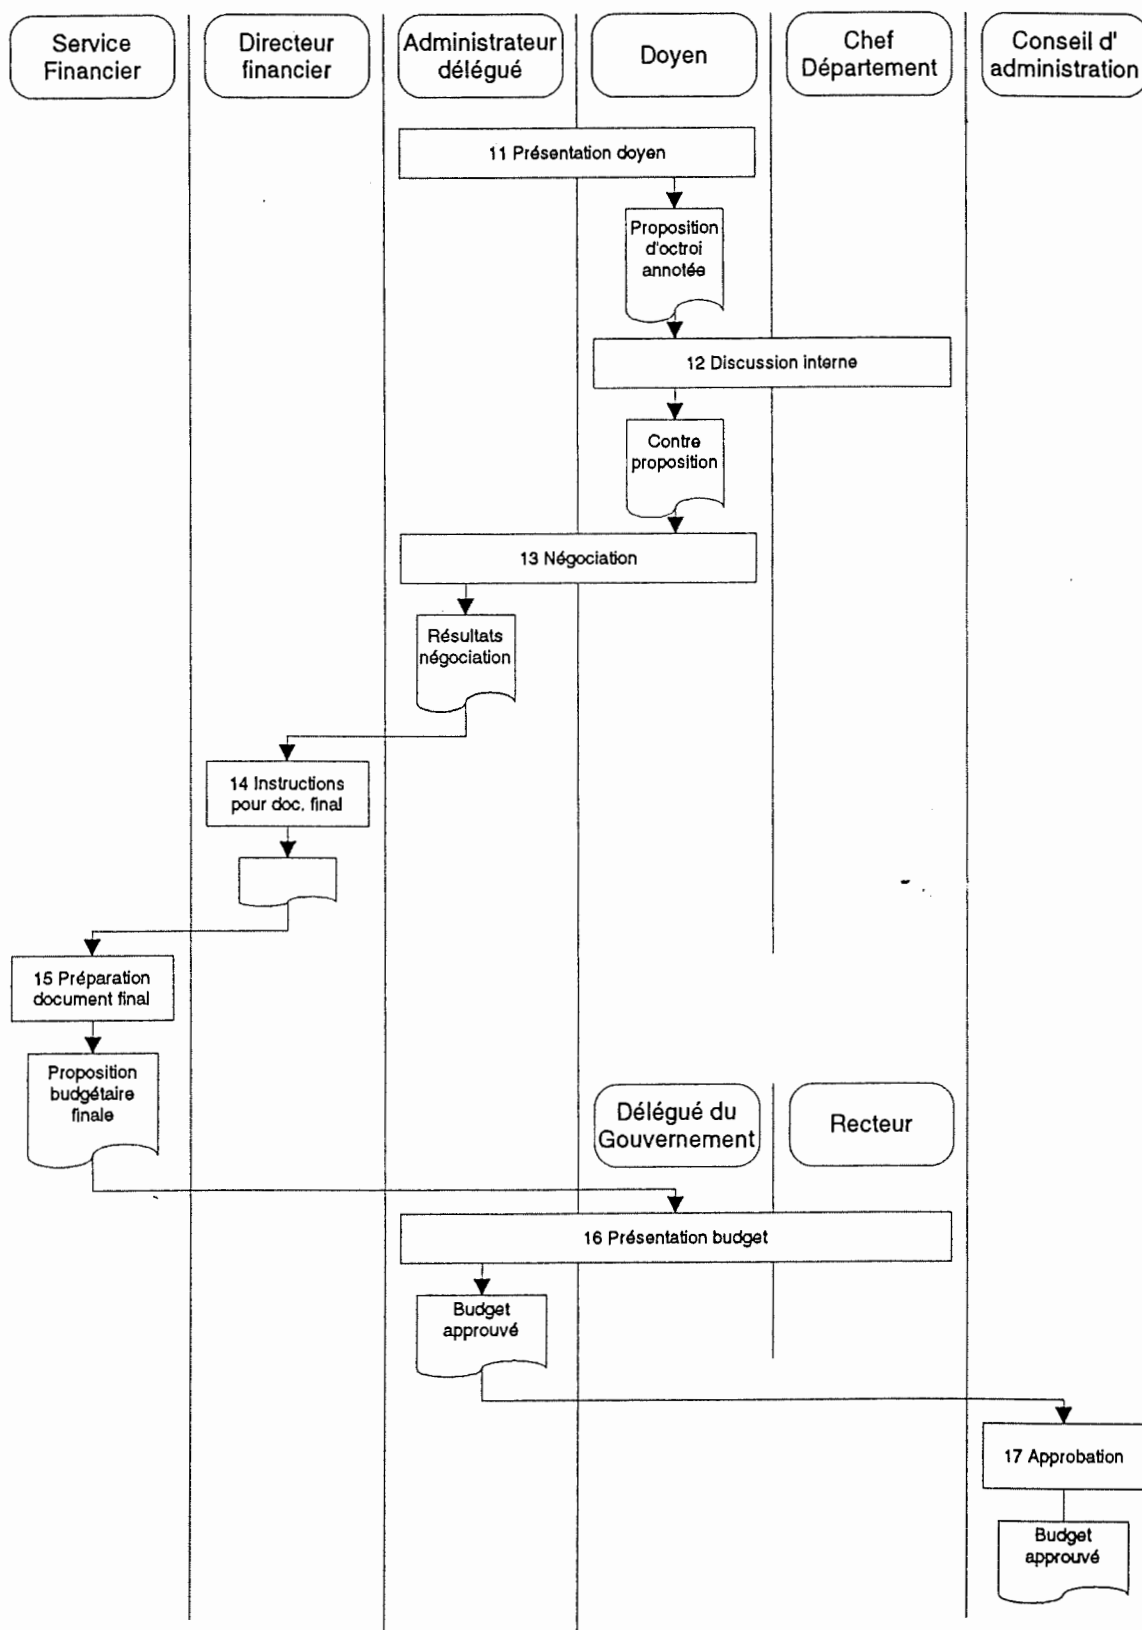 Service
Financier
Directeur
financier
Administrateur
délégué
Doyen
Chef
Département
Conseil d'
administration
11 Présentation doyen
Proposition
d'octroi
annotée
12 Discussion interne
Contre
proposition
13 Négociation
Résultats
négociation
14 Instructions
pour doc. final
15 Préparation
document final
Proposition
budgétaire
finale
Délégué du
Gouvernement
Recteur
16 Présentation budget
Budget
approuvé
17 Approbation
Budget
approuvé